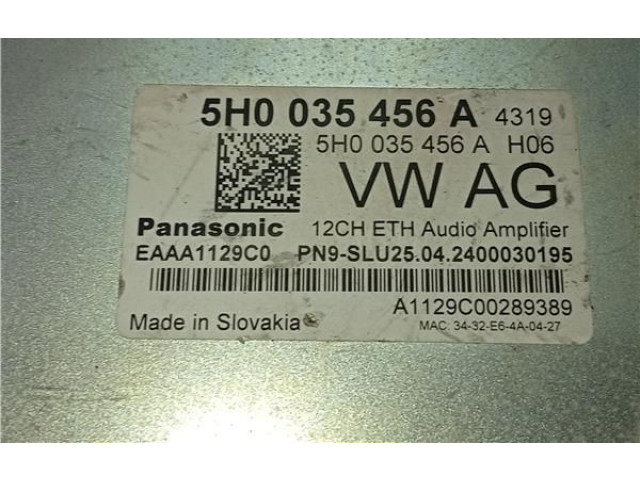 5H0 035 456 A 4319
5H0 035 456 A H06
VW AG
Panasonic 12CH ETH Audio Amplifier
EAAA1129C0 PN9-SLU25.04.2400030195
A1129C00289389
Made in Slovakia MAC: 34-32-E6-4A-04-27